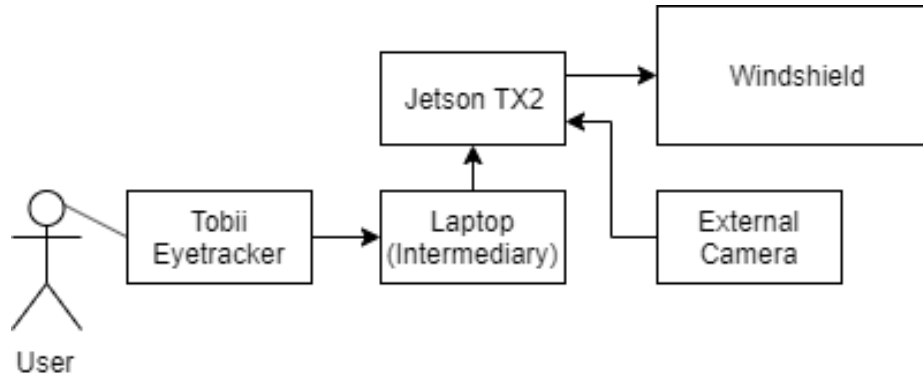 Jetson TX2
Windshield
Tobii
Eyetracker
Laptop
(Intermediary)
External
Camera
User